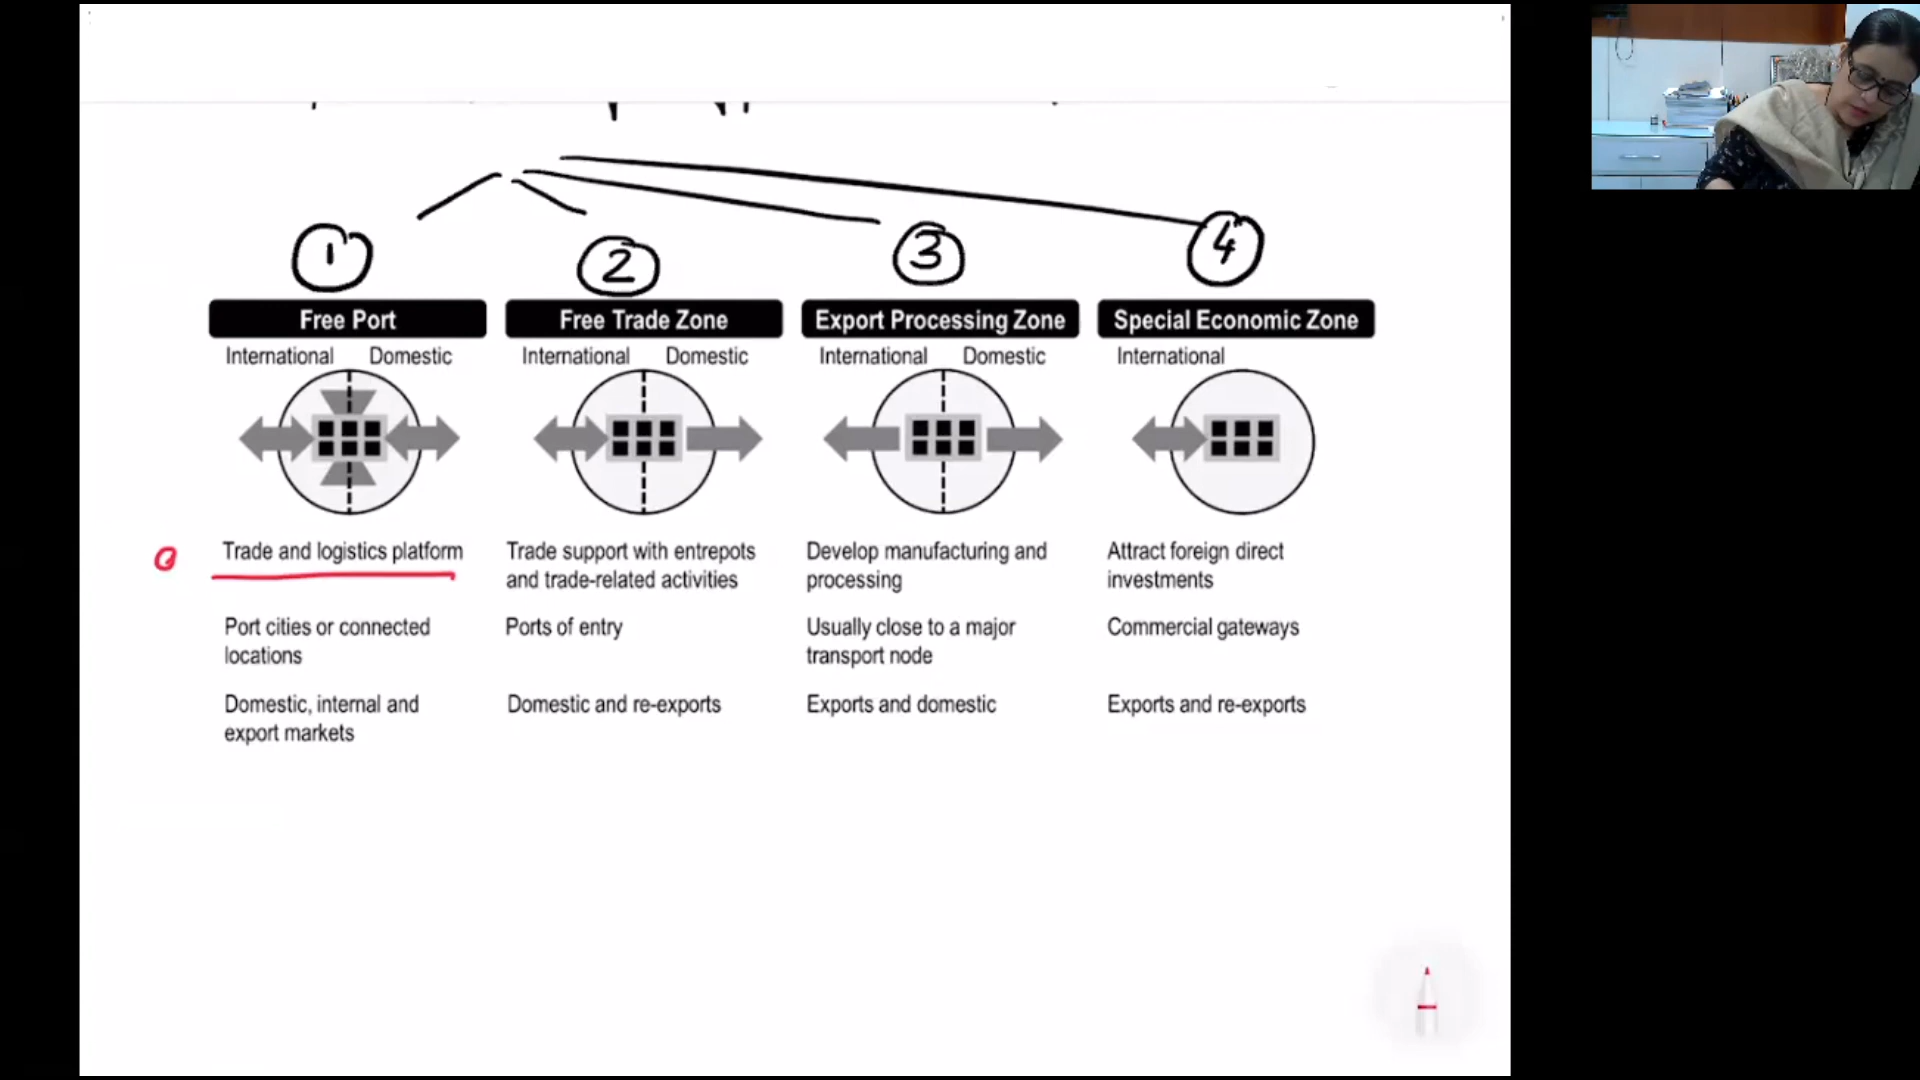 1
2
3
4
Free Port
Free Trade Zone
Export Processing Zone
Special Economic Zone
International Domestic
International Domestic
International Domestic
International
Trade and logistics platform
Trade support with entrepots
and trade-related activities
Develop manufacturing and
processing
Attract foreign direct
investments
Port cities or connected
locations
Ports of entry
Usually close to a major
transport node
Commercial gateways
Domestic, internal and
export markets
Domestic and re-exports
Exports and domestic
Exports and re-exports